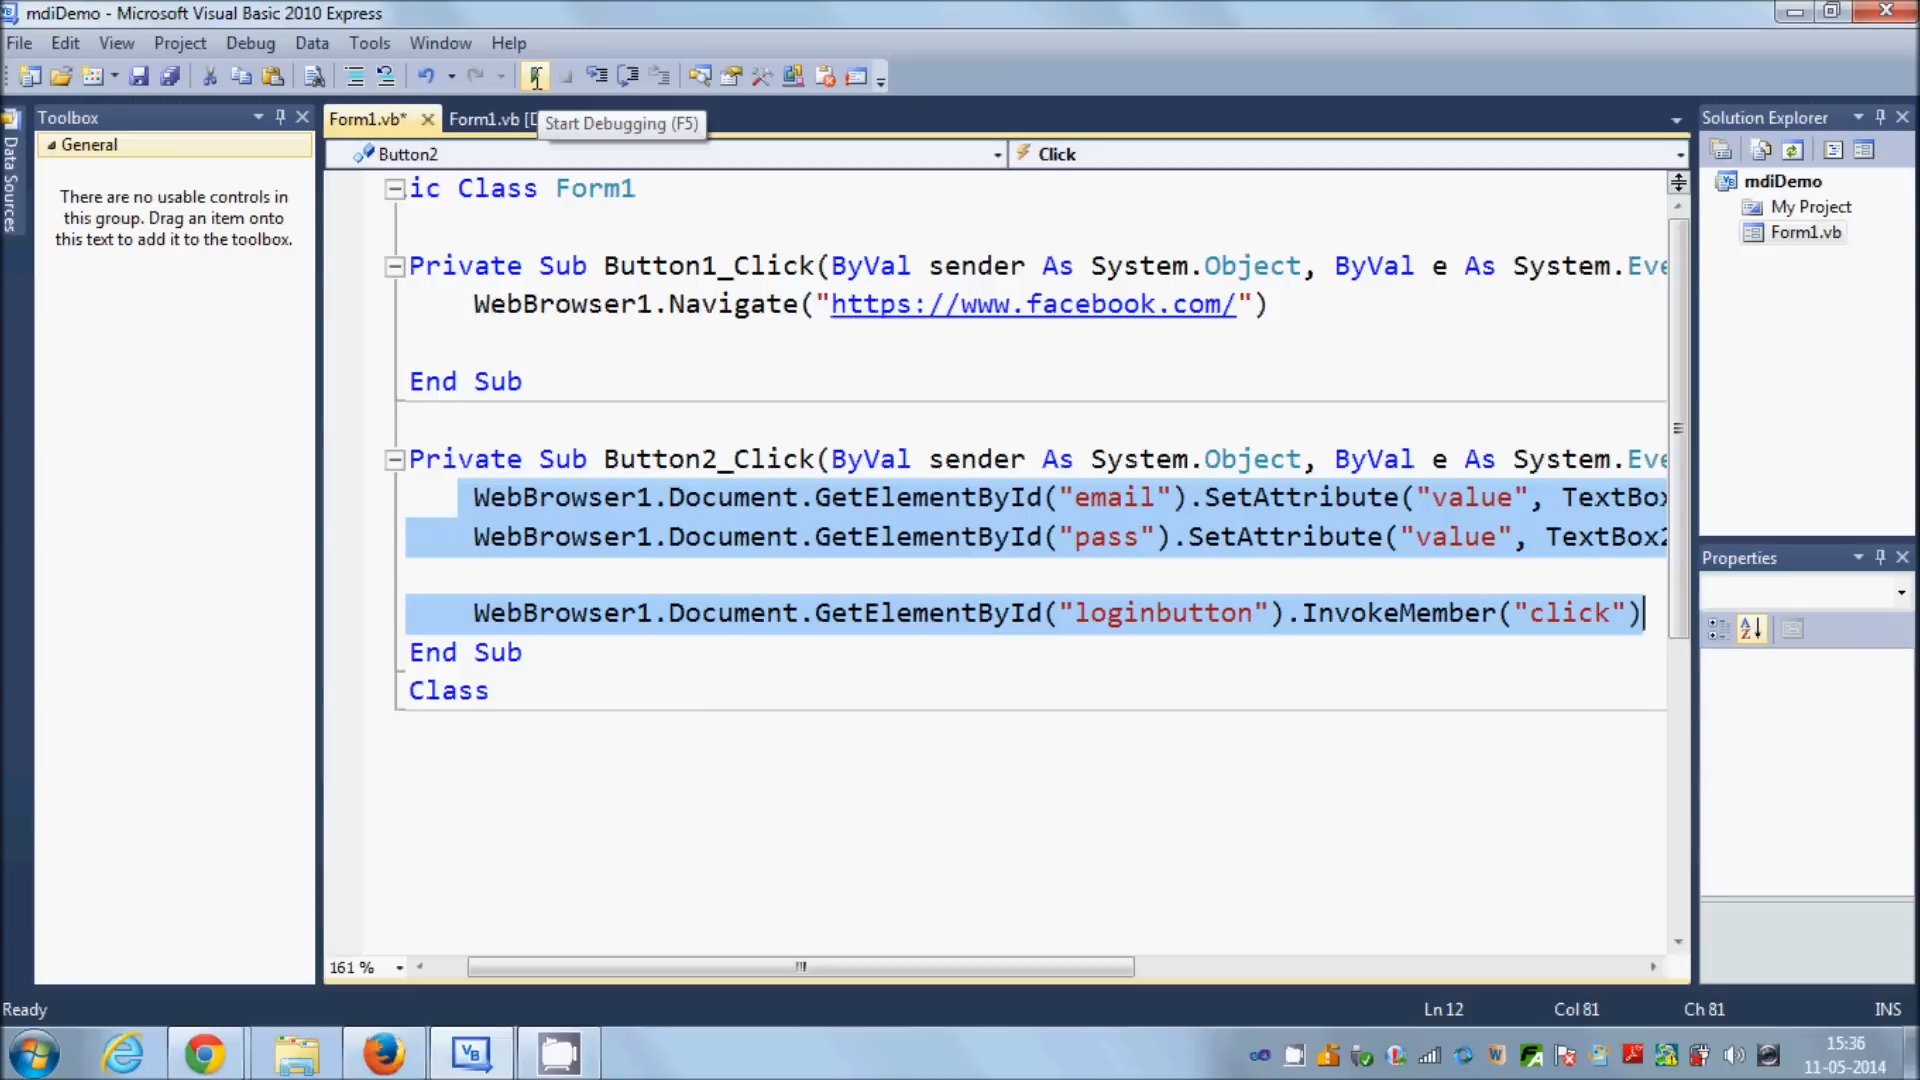 mdiDemo - Microsoft Visual Basic 2010 Express
File Edit View Project Debug Data Tools Window Help
Toolbox
Form1.vb*
Form1.vb [D
Start Debugging (F5)
Solution Explorer
Data Sources
General
There are no usable controls in
this group. Drag an item onto
this text to add it to the toolbox.
Button2
Click
ic Class Form1
Private Sub Button1_Click(ByVal sender As System.Object, ByVal e As System.Eve
WebBrowser1.Navigate("https://www.facebook.com/")
End Sub
Private Sub Button2_Click(ByVal sender As System.Object, ByVal e As System.Eve
WebBrowser1.Document.GetElementById("email").SetAttribute("value", TextBox
WebBrowser1.Document.GetElementById("pass").SetAttribute("value", TextBox2
WebBrowser1.Document.GetElementById("loginbutton").InvokeMember("click")
End Sub
Class
mdiDemo
My Project
Form1.vb
Properties
161 %
Ready
Ln 12
Col 81
Ch 81
INS
15:36
11-05-2014